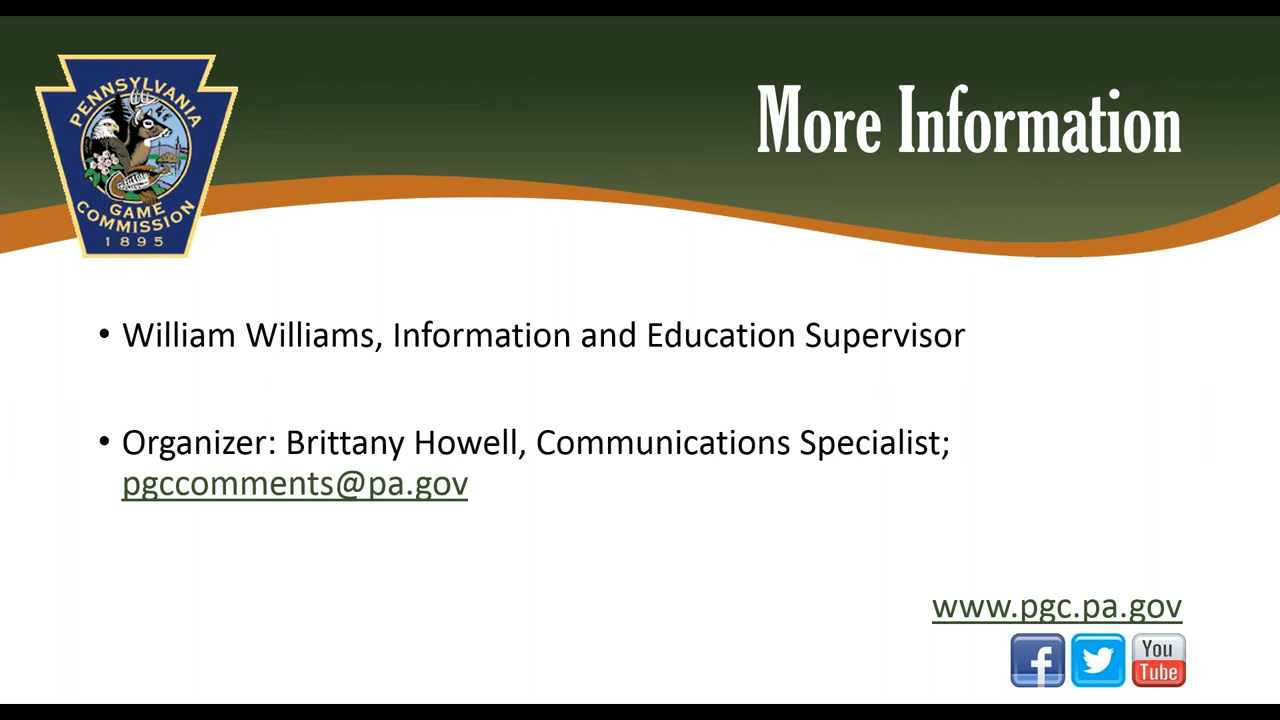 PENNSYLVANIA
GAME
COMMISSION
1895
More Information
• William Williams, Information and Education Supervisor
• Organizer: Brittany Howell, Communications Specialist;
pgccomments@pa.gov
www.pgc.pa.gov
You
Tube